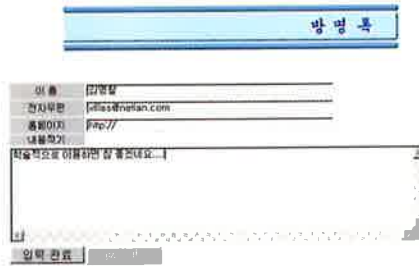 방 명 록
이 름 김영철
전자우편 villas@netian.com
홈페이지 http://
내용적기
학술적으로 이용하면 참 좋겠네요....
입력 완료